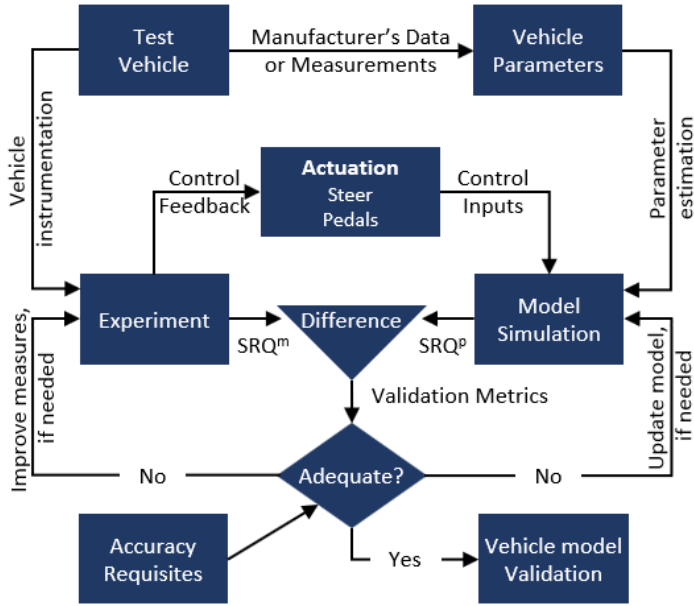 Test
Vehicle
Manufacturer's Data
or Measurements
Vehicle
Parameters
Vehicle
instrumentation
Parameter
estimation
Control
Feedback
Actuation
Steer
Pedals
Control
Inputs
Experiment
SRQᵐ
Difference
SRQᵖ
Model
Simulation
Improve measures,
if needed
Validation Metrics
Update model,
if needed
No
Adequate?
No
Accuracy
Requisites
Yes
Vehicle model
Validation